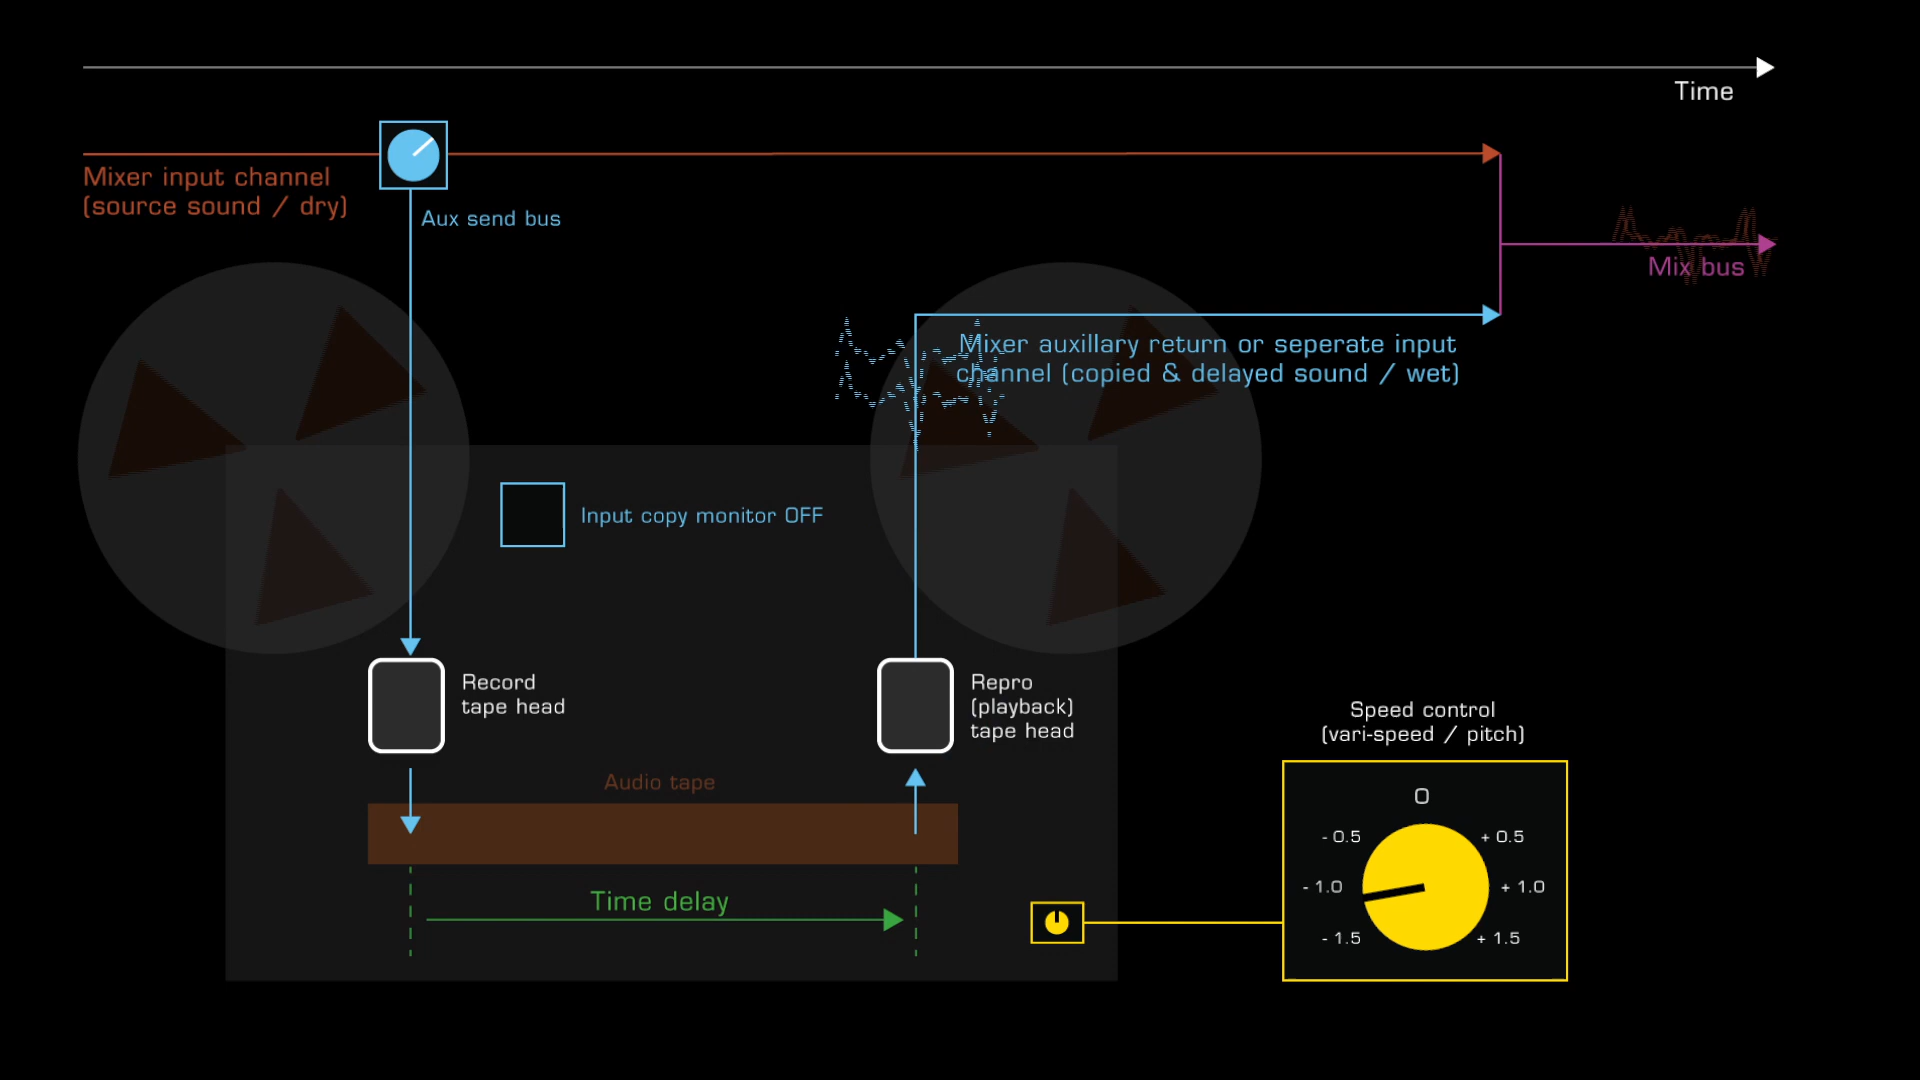 Time
Mixer input channel
(source sound / dry)
Aux send bus
Mix bus
Mixer auxillary return or seperate input
channel (copied & delayed sound / wet)
Input copy monitor OFF
Record
tape head
Repro
(playback)
tape head
Speed control
(vari-speed / pitch)
Audio tape
0
- 0.5
+ 0.5
- 1.0
+ 1.0
- 1.5
+ 1.5
Time delay